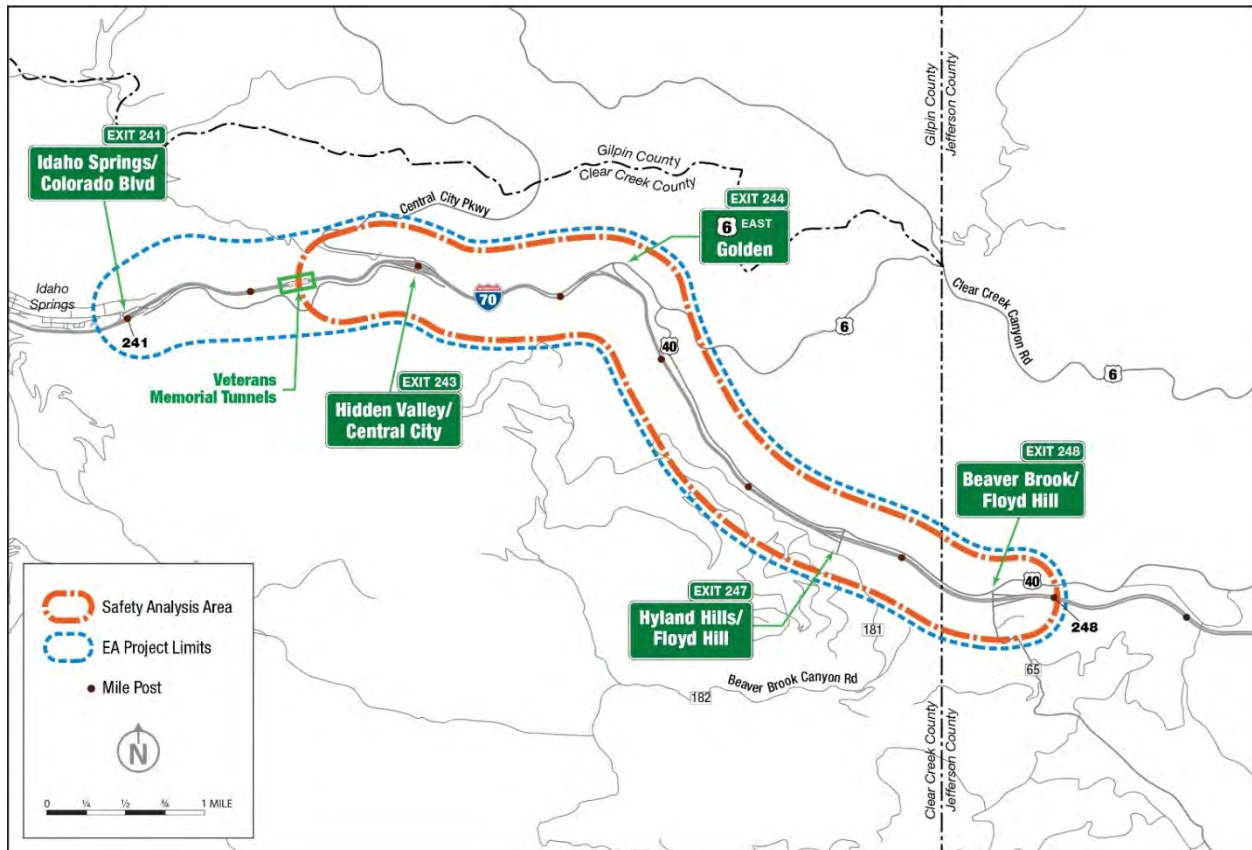 EXIT 241
Idaho Springs/
Colorado Blvd
Gilpin County
Clear Creek County
Gilpin County
Jefferson County
EXIT 244
6 EAST
Golden
Central City Pkwy
Idaho
Springs
241
70
6
Clear Creek Canyon Rd
6
40
Veterans
Memorial Tunnels
EXIT 243
Hidden Valley/
Central City
EXIT 248
Beaver Brook/
Floyd Hill
40
248
EXIT 247
Hyland Hills/
Floyd Hill
181
65
Beaver Brook Canyon Rd
182
Clear Creek County
Jefferson County
Safety Analysis Area
EA Project Limits
Mile Post
N
0 ¼ ½ ¾ 1 MILE